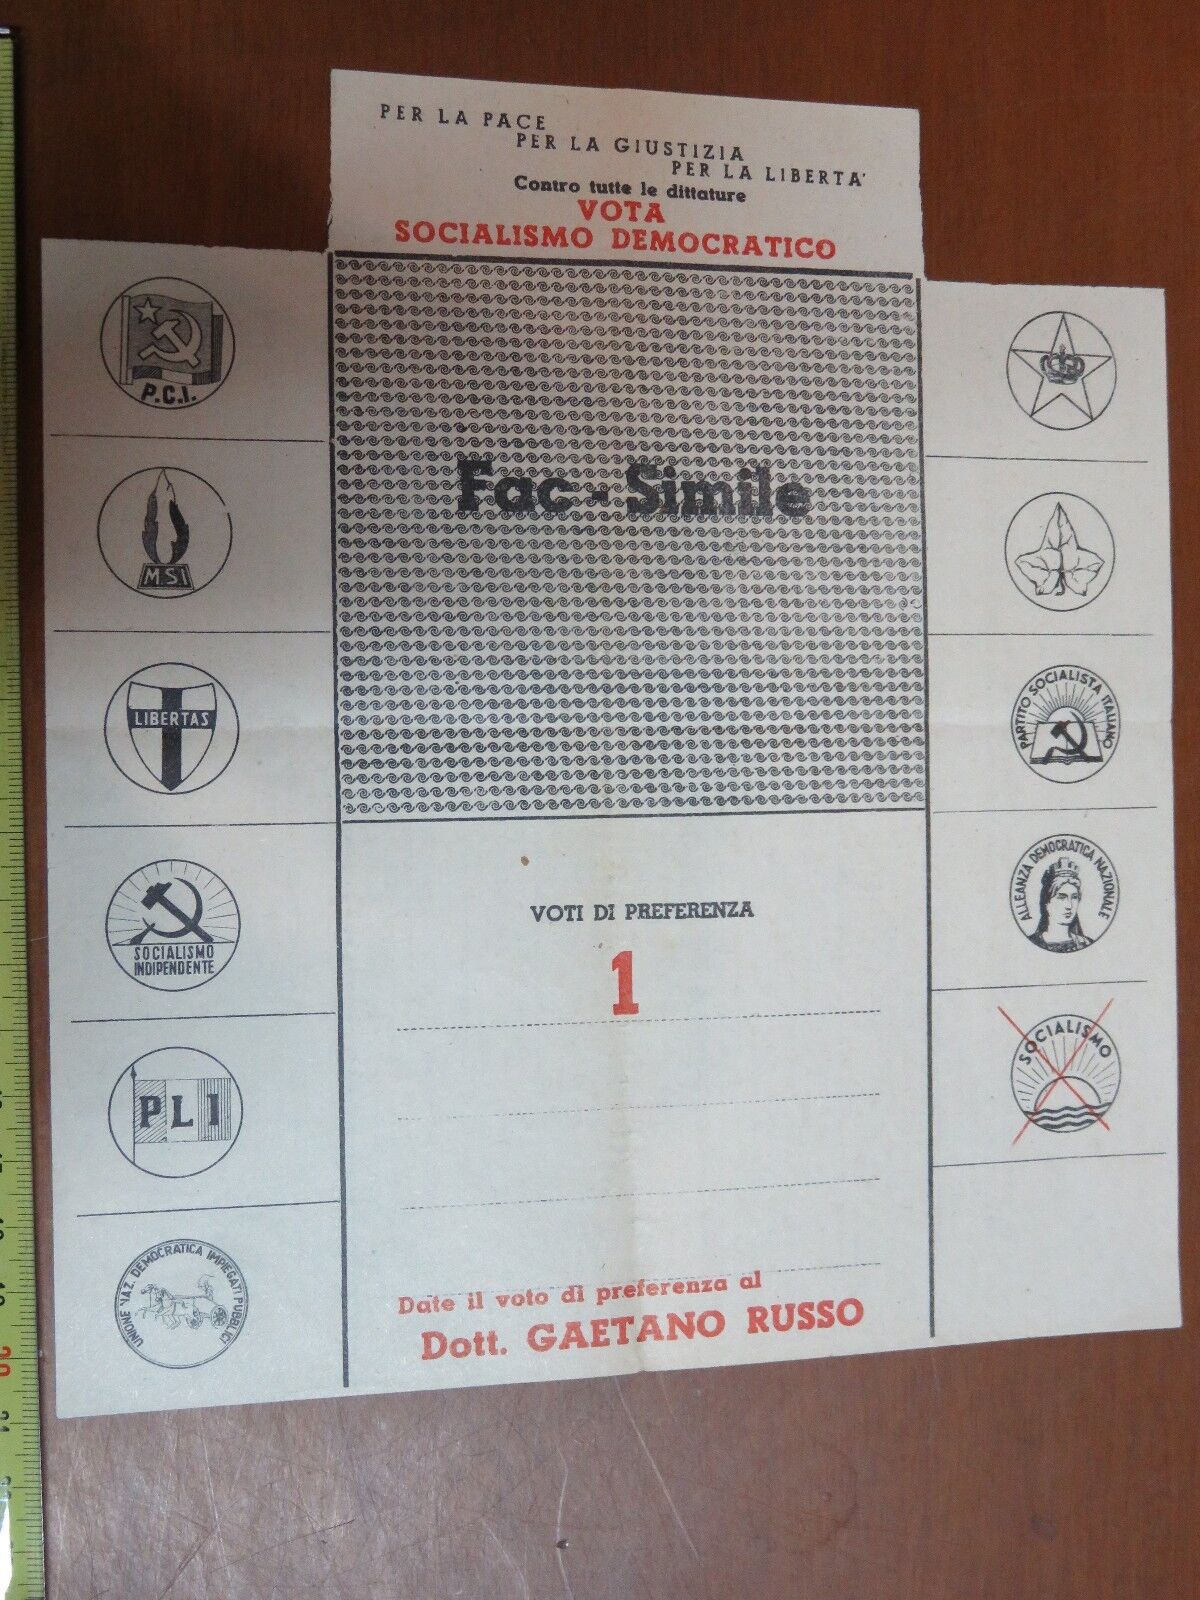 PER LA PACE
PER LA GIUSTIZIA
PER LA LIBERTA'
Contro tutte le dittature
VOTA
SOCIALISMO DEMOCRATICO
P.C.I.
MSI
LIBERTAS
SOCIALISMO
INDIPENDENTE
PLI
UNIONE NAZ. DEMOCRATICA IMPIEGATI PUBBLICI
Fac-Simile
VOTI DI PREFERENZA
1
Date il voto di preferenza al
Dott. GAETANO RUSSO
PARTITO SOCIALISTA ITALIANO
ALLEANZA DEMOCRATICA NAZIONALE
SOCIALISMO